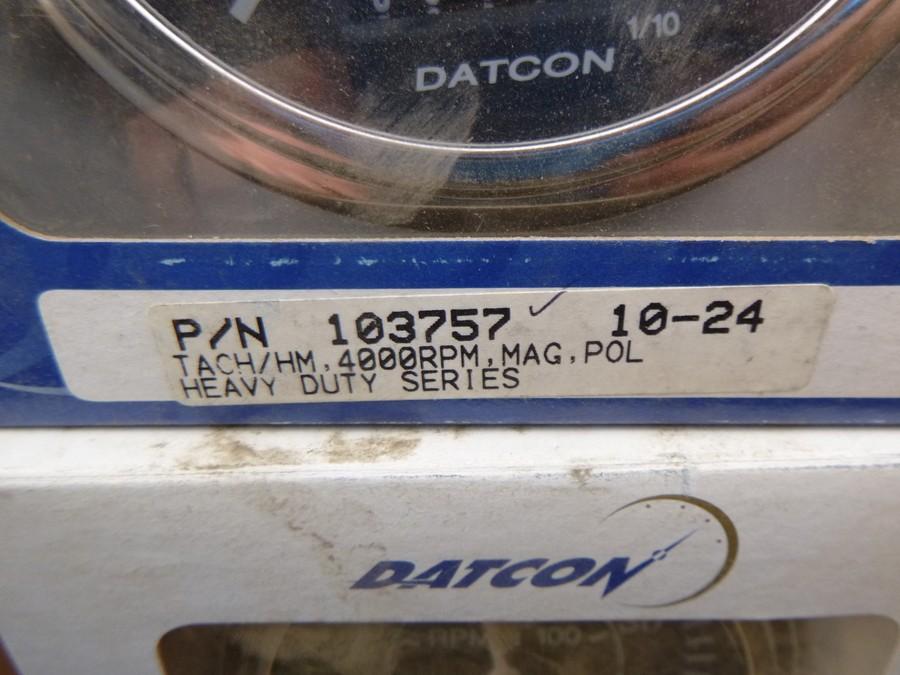 1/10
DATCON
P/N 103757 10-24
TACH/HM,4000RPM,MAG,POL
HEAVY DUTY SERIES
DATCON
RPM 100